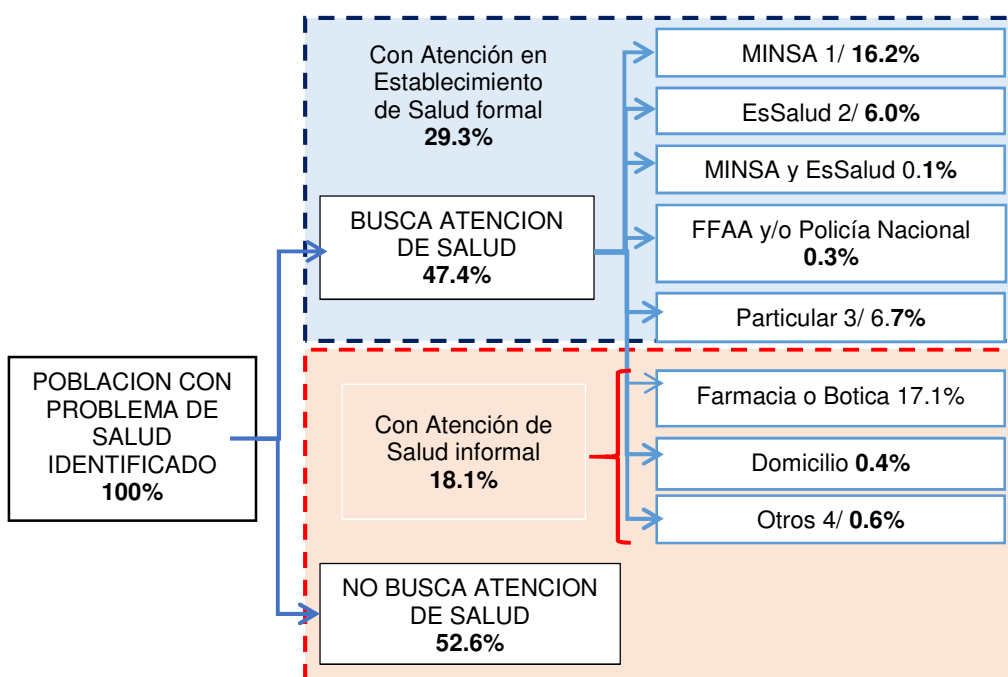 Con Atención en
Establecimiento
de Salud formal
29.3%
MINSA 1/ 16.2%
EsSalud 2/ 6.0%
MINSA y EsSalud 0.1%
BUSCA ATENCION
DE SALUD
47.4%
FFAA y/o Policía Nacional
0.3%
Particular 3/ 6.7%
POBLACION CON
PROBLEMA DE
SALUD
IDENTIFICADO
100%
Con Atención de
Salud informal
18.1%
Farmacia o Botica 17.1%
Domicilio 0.4%
Otros 4/ 0.6%
NO BUSCA ATENCION
DE SALUD
52.6%